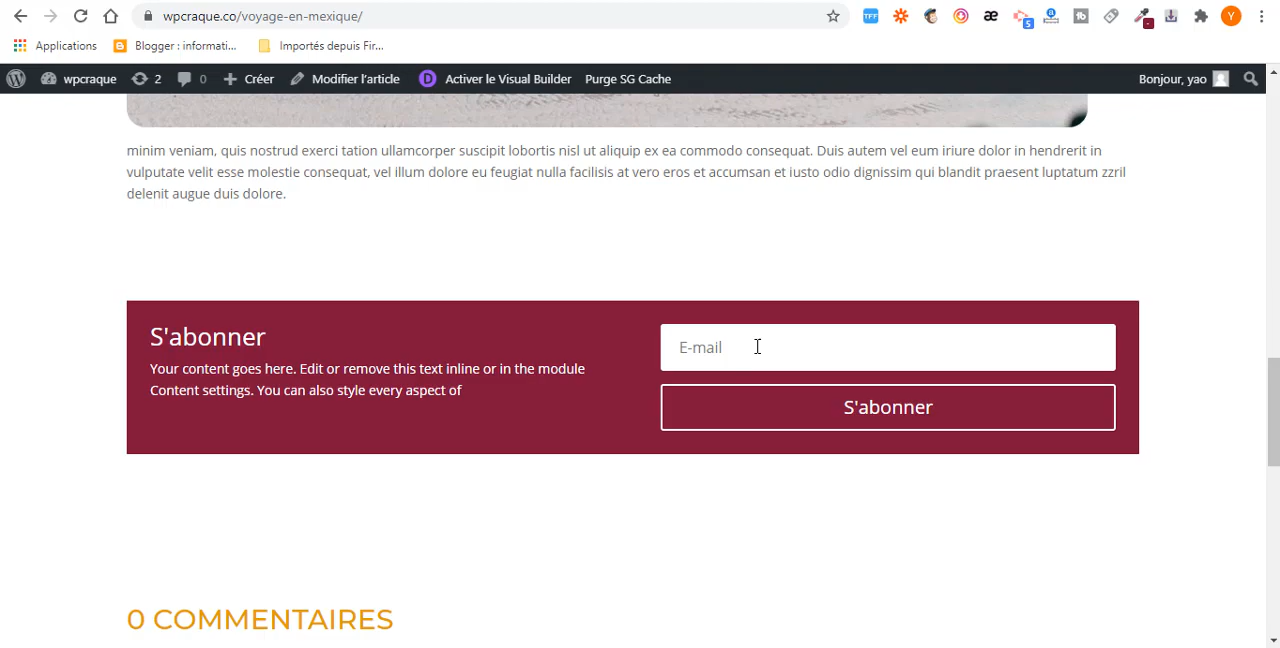 wpcraque.co/voyage-en-mexique/
TFF
5
a
tb
æ
Y
Applications
Blogger : informati...
Importés depuis Fir...
wpcraque
2
0
Créer
Modifier l'article
D
Activer le Visual Builder
Purge SG Cache
Bonjour, yao
minim veniam, quis nostrud exerci tation ullamcorper suscipit lobortis nisl ut aliquip ex ea commodo consequat. Duis autem vel eum iriure dolor in hendrerit in
vulputate velit esse molestie consequat, vel illum dolore eu feugiat nulla facilisis at vero eros et accumsan et iusto odio dignissim qui blandit praesent luptatum zzril
delenit augue duis dolore.
S'abonner
Your content goes here. Edit or remove this text inline or in the module
Content settings. You can also style every aspect of
E-mail
S'abonner
0 COMMENTAIRES